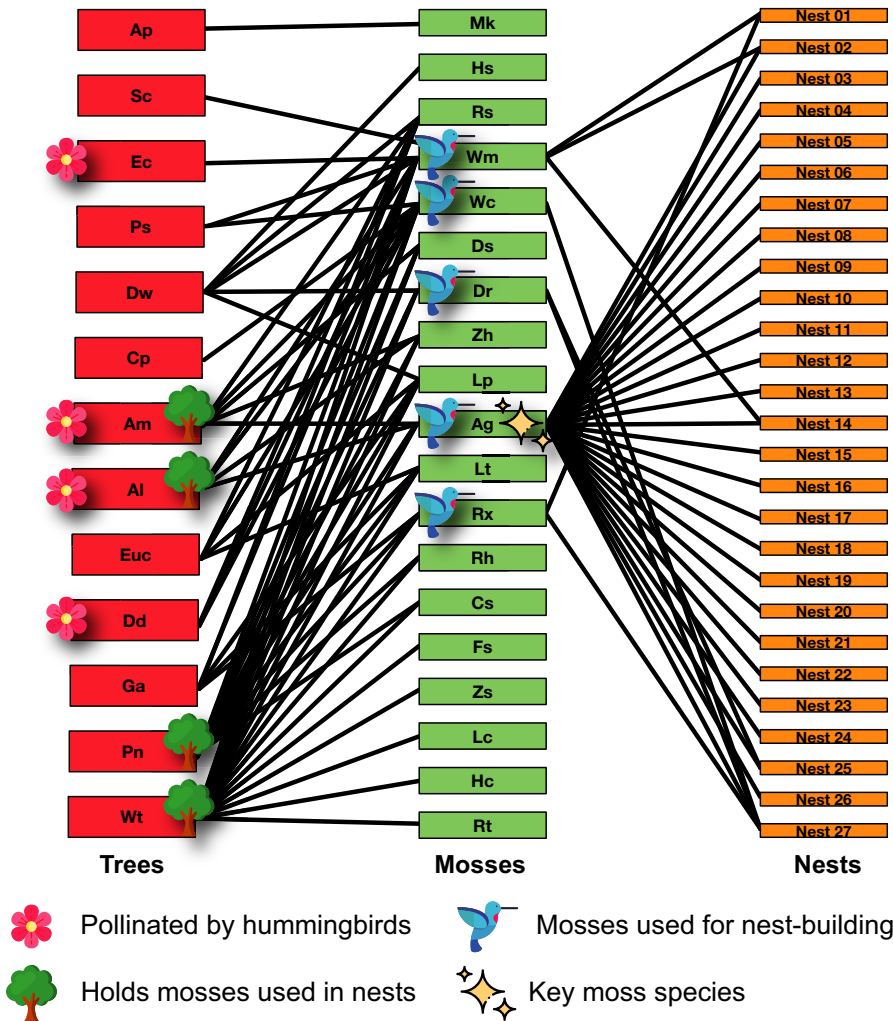 Ap
Sc
Ec
Ps
Dw
Cp
Am
Al
Euc
Dd
Ga
Pn
Wt
Trees
Mk
Hs
Rs
Wm
Wc
Ds
Dr
Zh
Lp
Ag
Lt
Rx
Rh
Cs
Fs
Zs
Lc
Hc
Rt
Mosses
Nest 01
Nest 02
Nest 03
Nest 04
Nest 05
Nest 06
Nest 07
Nest 08
Nest 09
Nest 10
Nest 11
Nest 12
Nest 13
Nest 14
Nest 15
Nest 16
Nest 17
Nest 18
Nest 19
Nest 20
Nest 21
Nest 22
Nest 23
Nest 24
Nest 25
Nest 26
Nest 27
Nests
Pollinated by hummingbirds
Mosses used for nest-building
Holds mosses used in nests
Key moss species